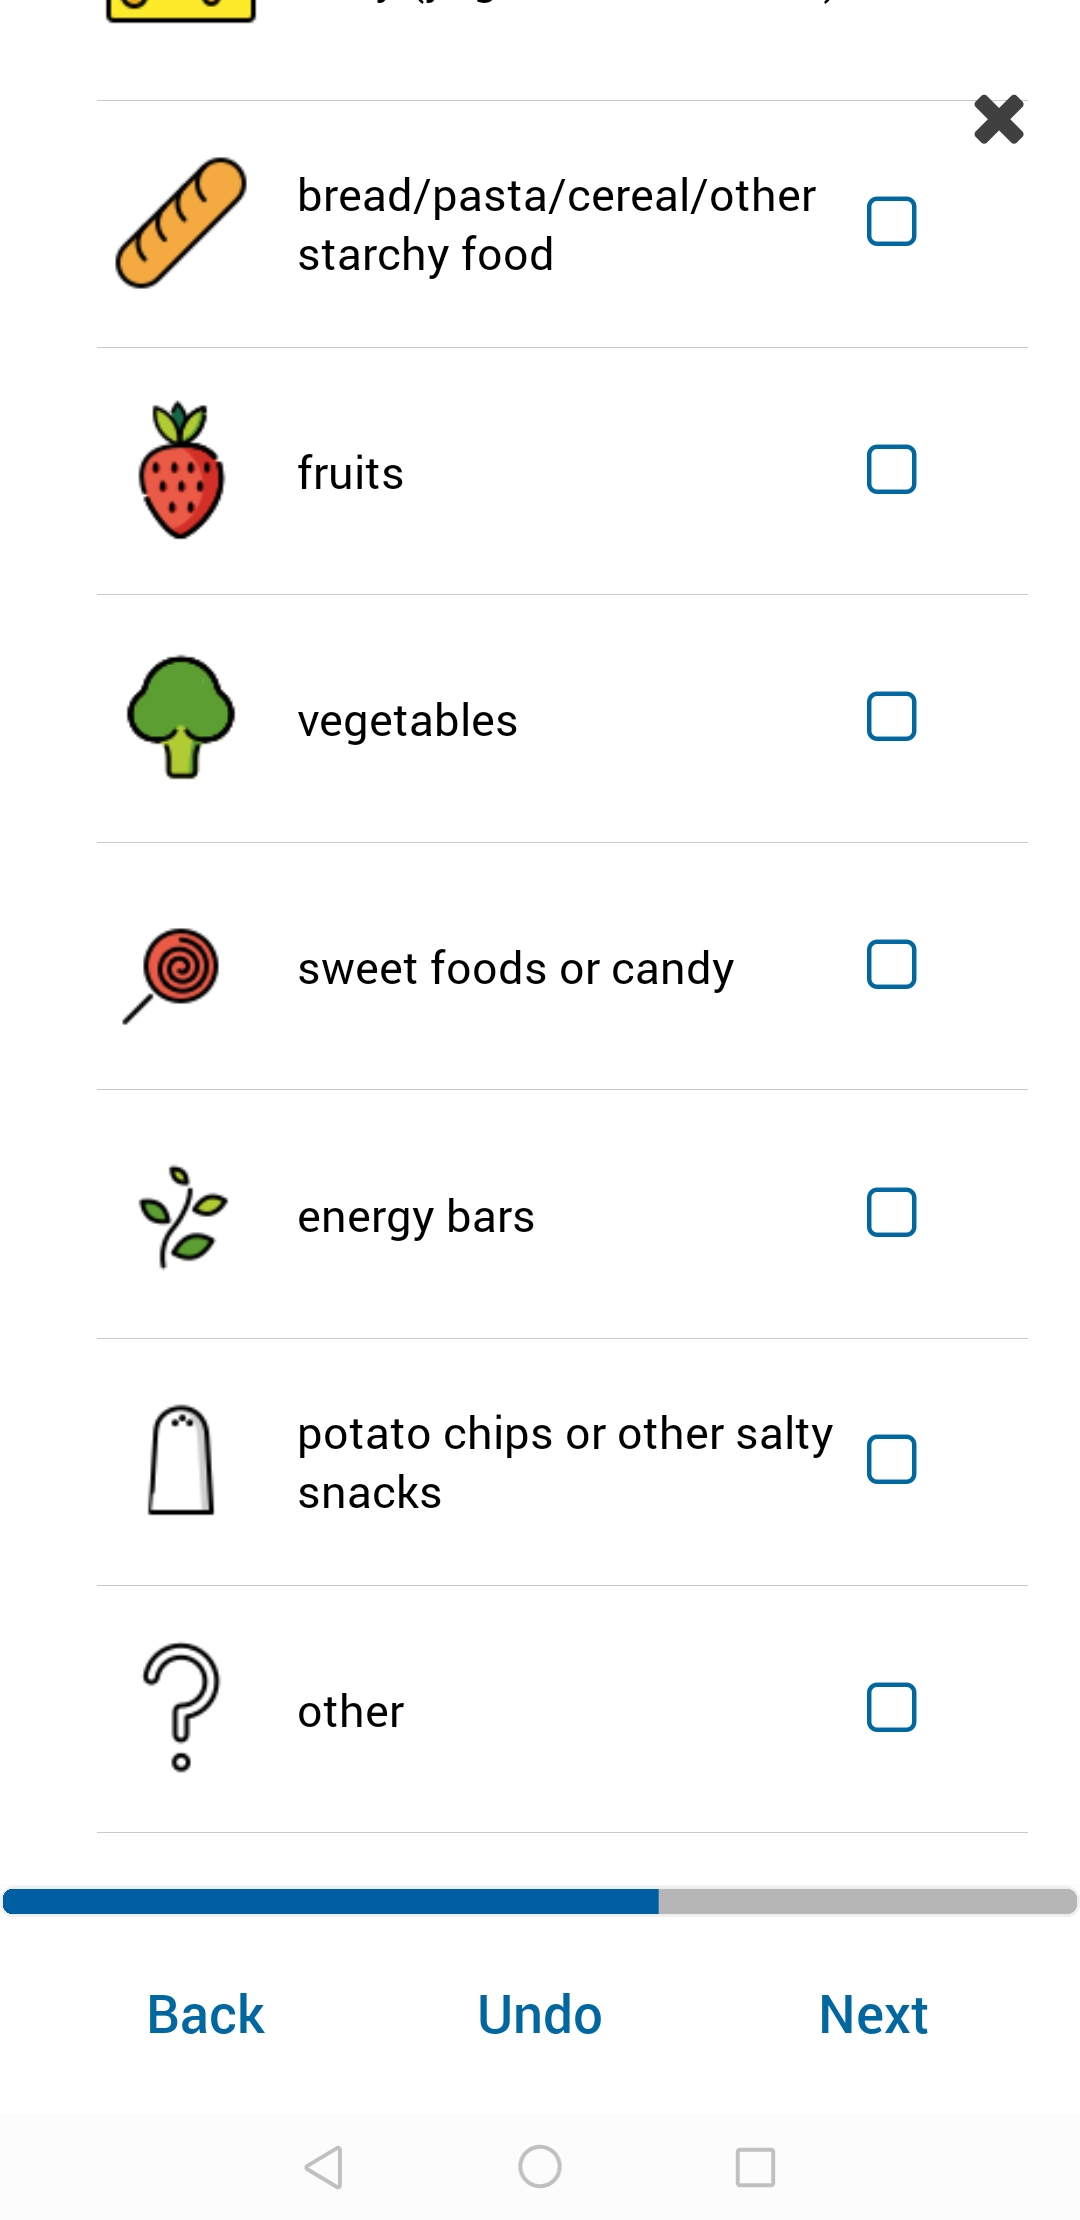 bread/pasta/cereal/other
starchy food
fruits
vegetables
sweet foods or candy
energy bars
potato chips or other salty
snacks
other
Back
Undo
Next